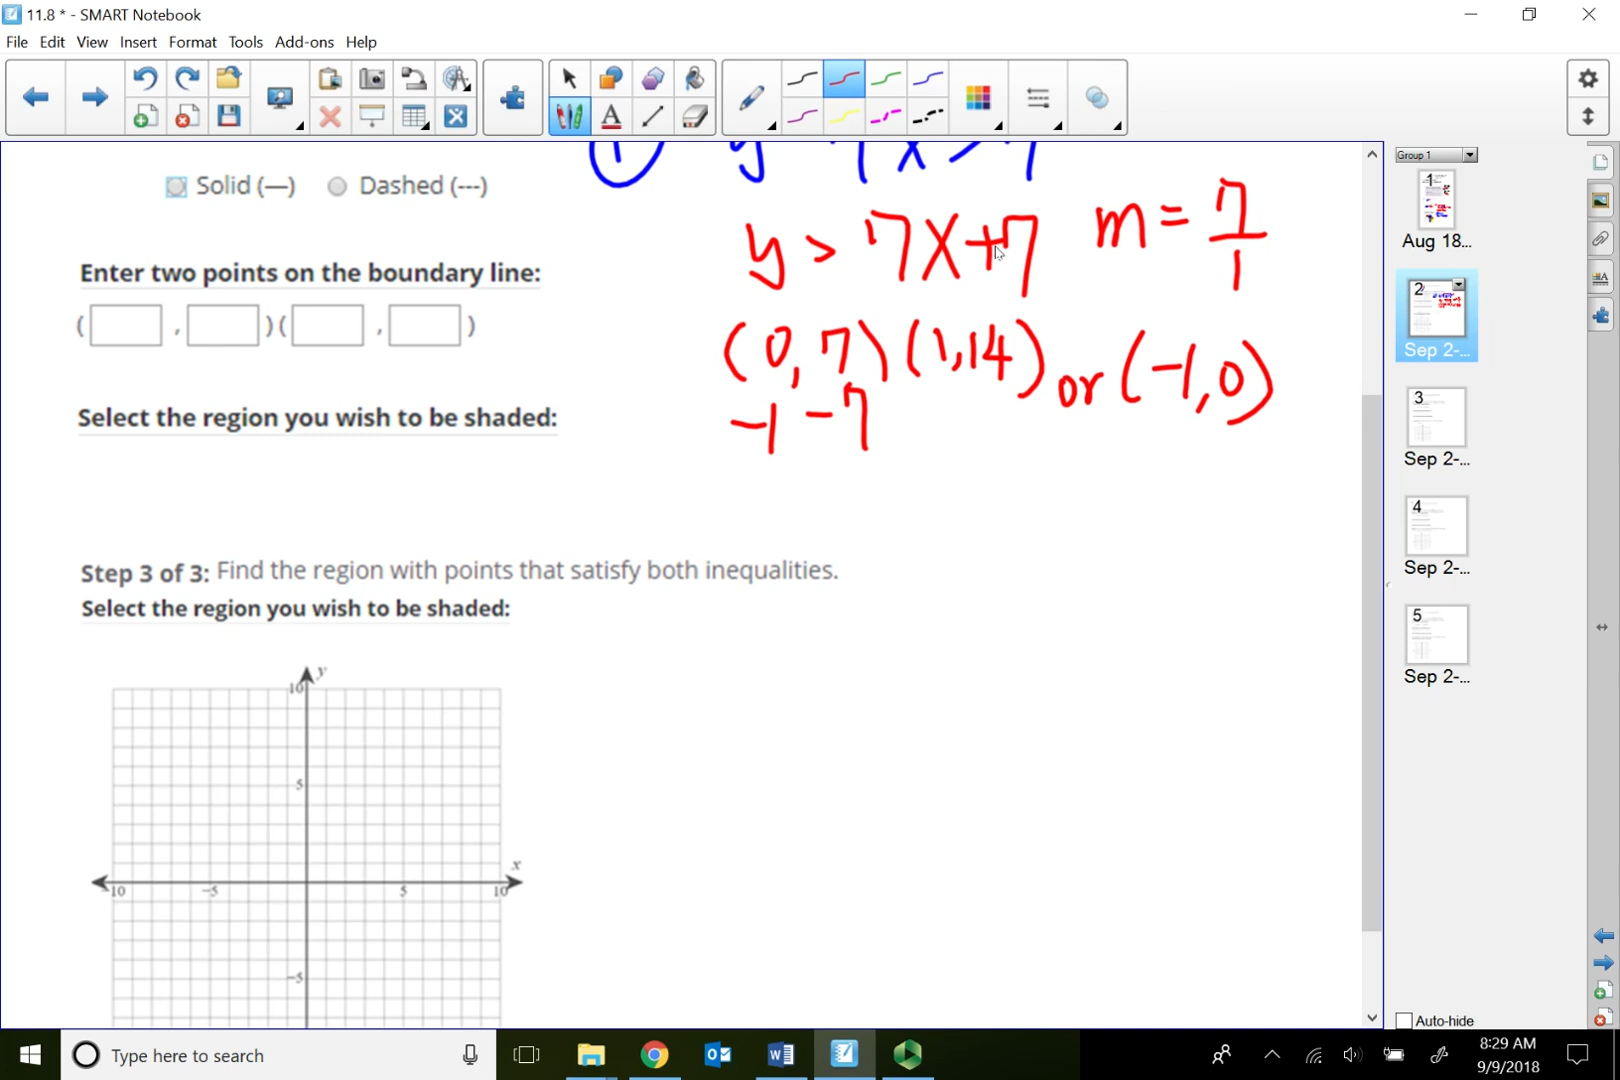 11.8 * - SMART Notebook
File Edit View Insert Format Tools Add-ons Help
Group 1
Solid (—) Dashed (---)
y > 7x + 7 m = 7/1
Enter two points on the boundary line:
( , ) ( , )
(0, 7) (1, 14) or (-1, 0)
-1 -7
Select the region you wish to be shaded:
Step 3 of 3: Find the region with points that satisfy both inequalities.
Select the region you wish to be shaded:
y
10
5
x
-10 -5 5 10
-5
1
Aug 18...
2
Sep 2-...
3
Sep 2-...
4
Sep 2-...
5
Sep 2-...
Auto-hide
Type here to search
8:29 AM
9/9/2018